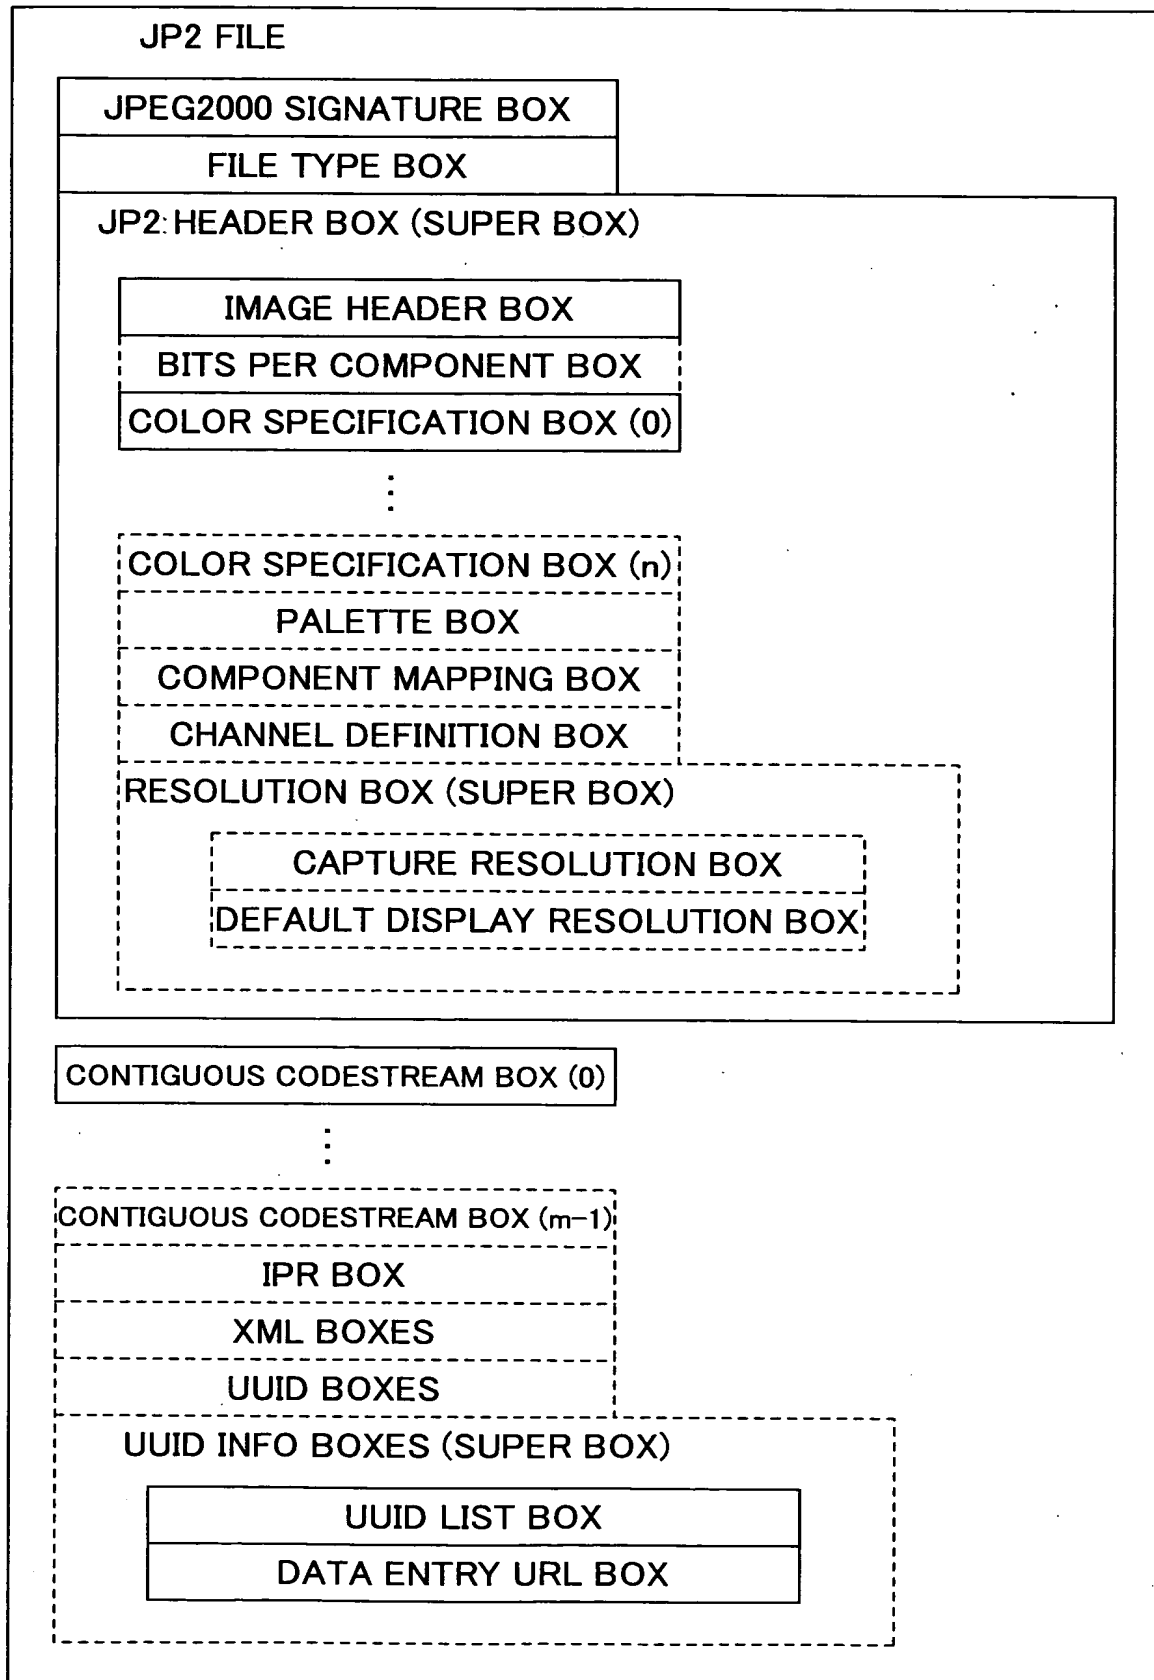 JP2 FILE
JPEG2000 SIGNATURE BOX
FILE TYPE BOX
JP2:HEADER BOX (SUPER BOX)
IMAGE HEADER BOX
BITS PER COMPONENT BOX
COLOR SPECIFICATION BOX (0)
⋮
COLOR SPECIFICATION BOX (n)
PALETTE BOX
COMPONENT MAPPING BOX
CHANNEL DEFINITION BOX
RESOLUTION BOX (SUPER BOX)
CAPTURE RESOLUTION BOX
DEFAULT DISPLAY RESOLUTION BOX
CONTIGUOUS CODESTREAM BOX (0)
⋮
CONTIGUOUS CODESTREAM BOX (m-1)
IPR BOX
XML BOXES
UUID BOXES
UUID INFO BOXES (SUPER BOX)
UUID LIST BOX
DATA ENTRY URL BOX